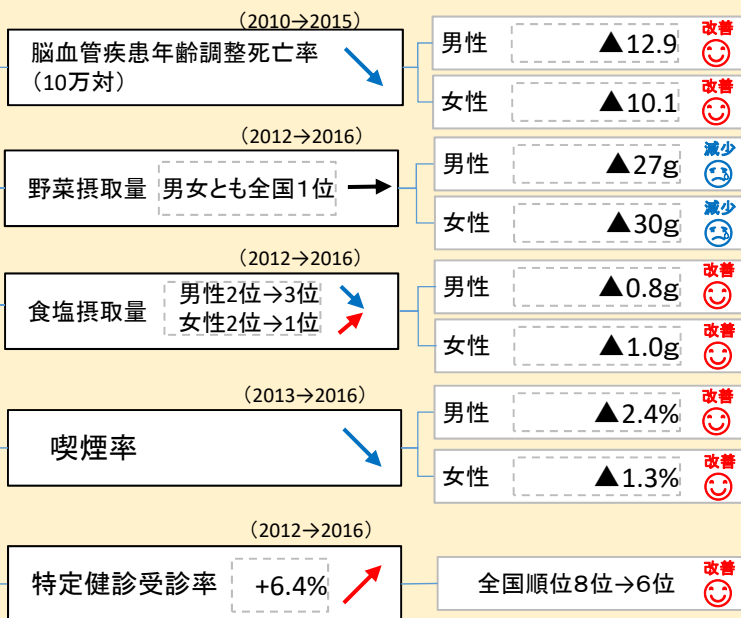 (2010→2015)
脳血管疾患年齢調整死亡率
(10万対)
男性 ▲12.9 改善
女性 ▲10.1 改善
(2012→2016)
野菜摂取量 男女とも全国1位
男性 ▲27g 減少
女性 ▲30g 減少
(2012→2016)
食塩摂取量
男性2位→3位
女性2位→1位
男性 ▲0.8g 改善
女性 ▲1.0g 改善
(2013→2016)
喫煙率
男性 ▲2.4% 改善
女性 ▲1.3% 改善
(2012→2016)
特定健診受診率 +6.4%
全国順位8位→6位 改善